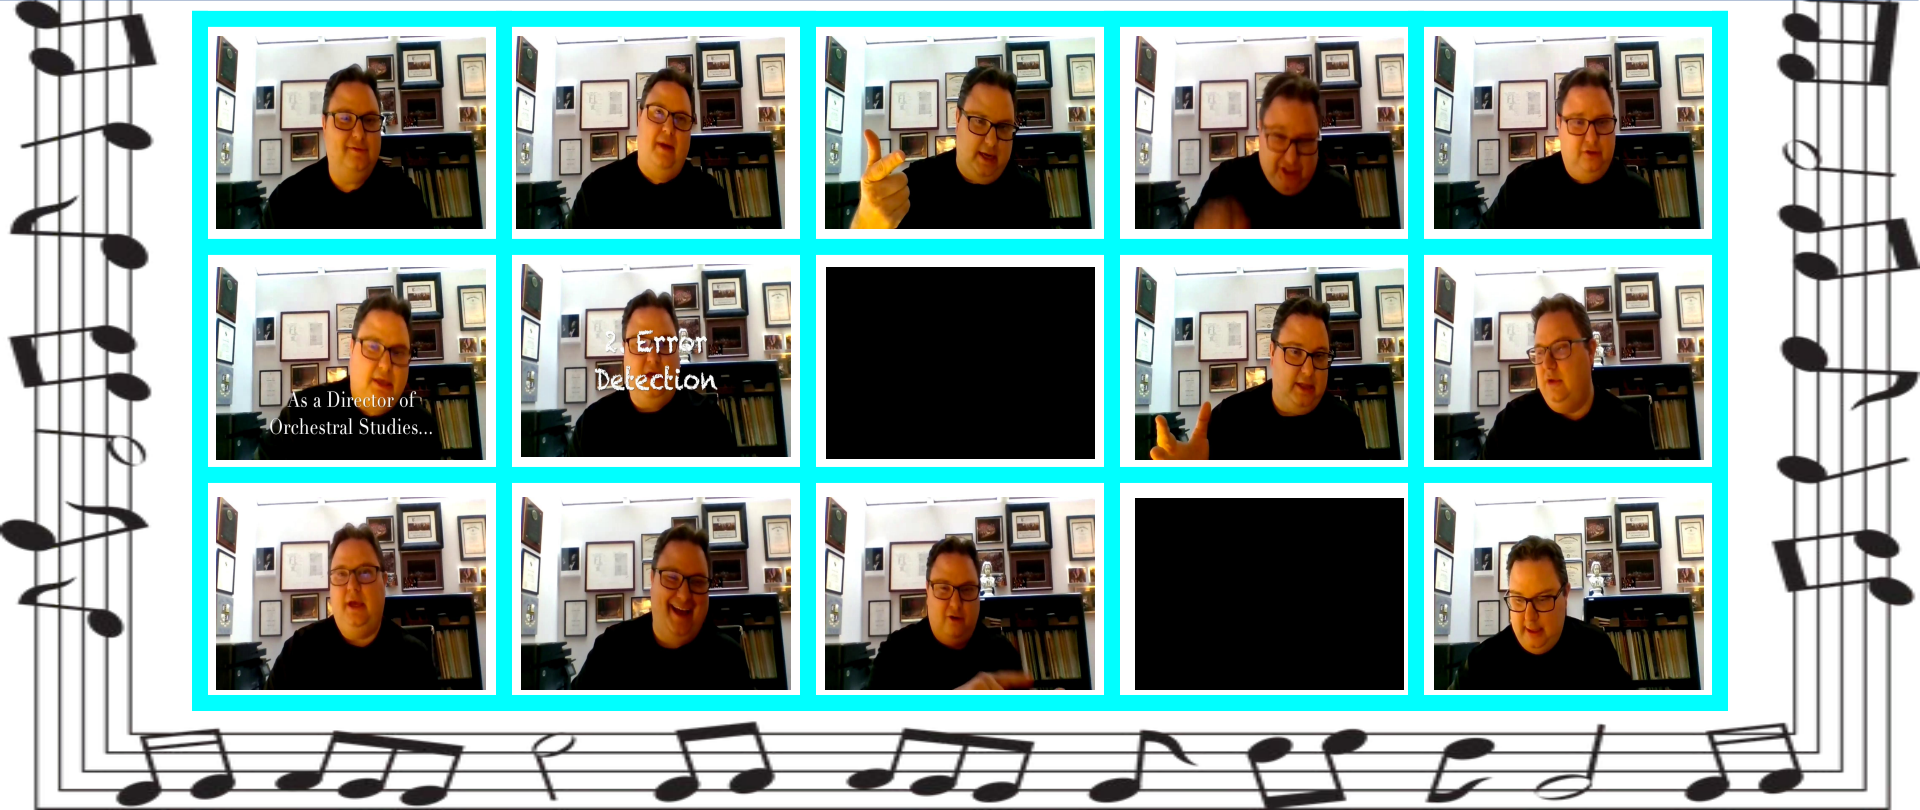 As a Director of
Orchestral Studies...
2. Error
Detection